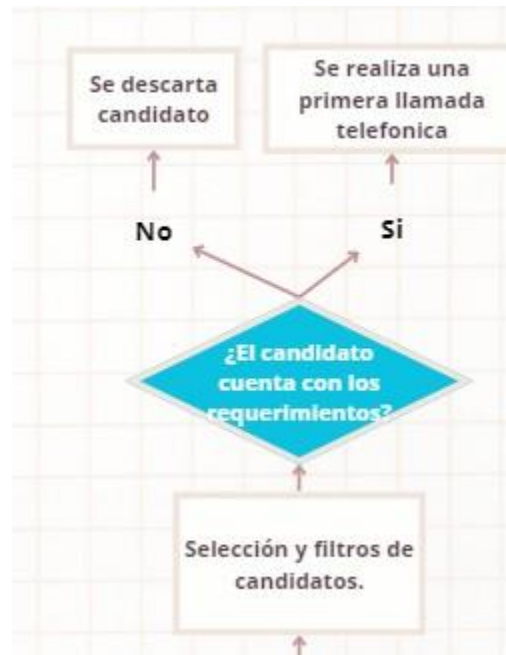 Se descarta
candidato
Se realiza una
primera llamada
telefonica
No
Si
¿El candidato
cuenta con los
requerimientos?
Selección y filtros de
candidatos.